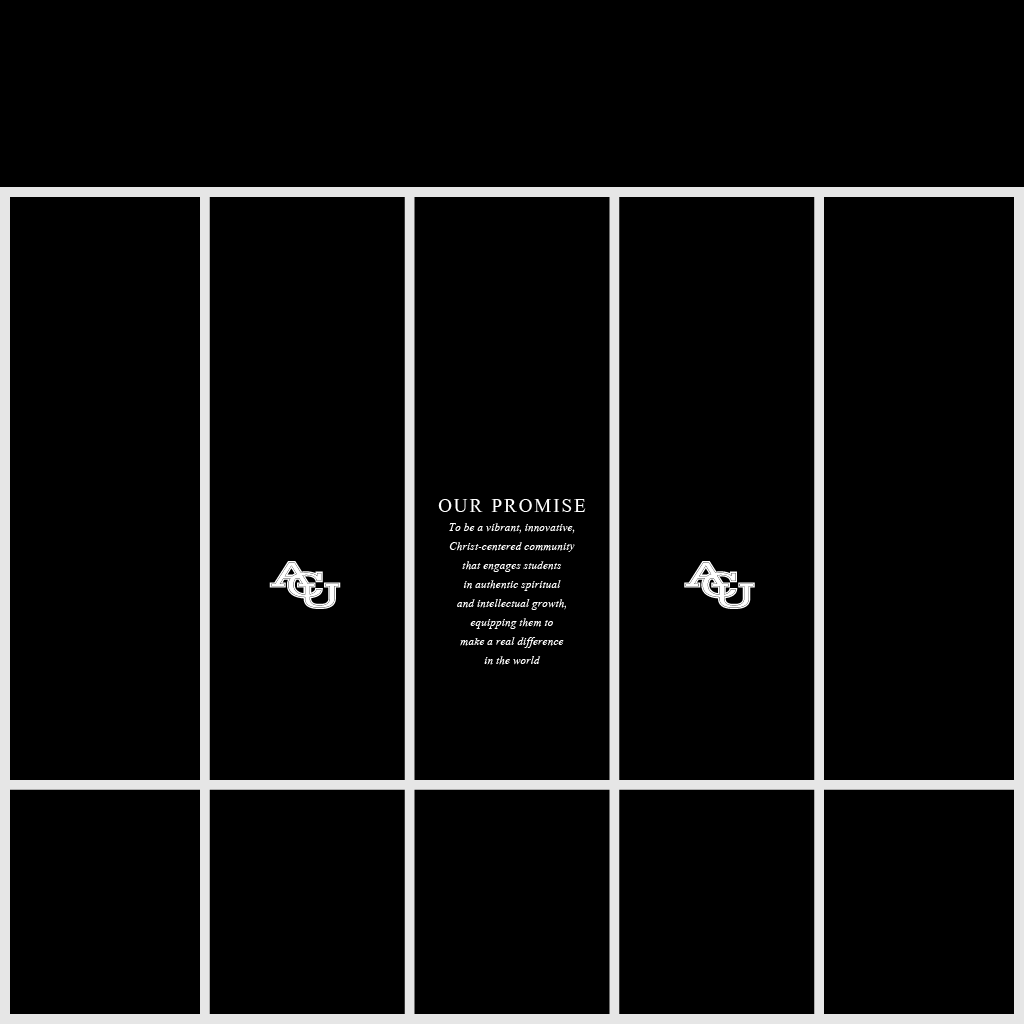 OUR PROMISE
To be a vibrant, innovative,
Christ-centered community
that engages students
in authentic spiritual
and intellectual growth,
equipping them to
make a real difference
in the world
ACU
ACU